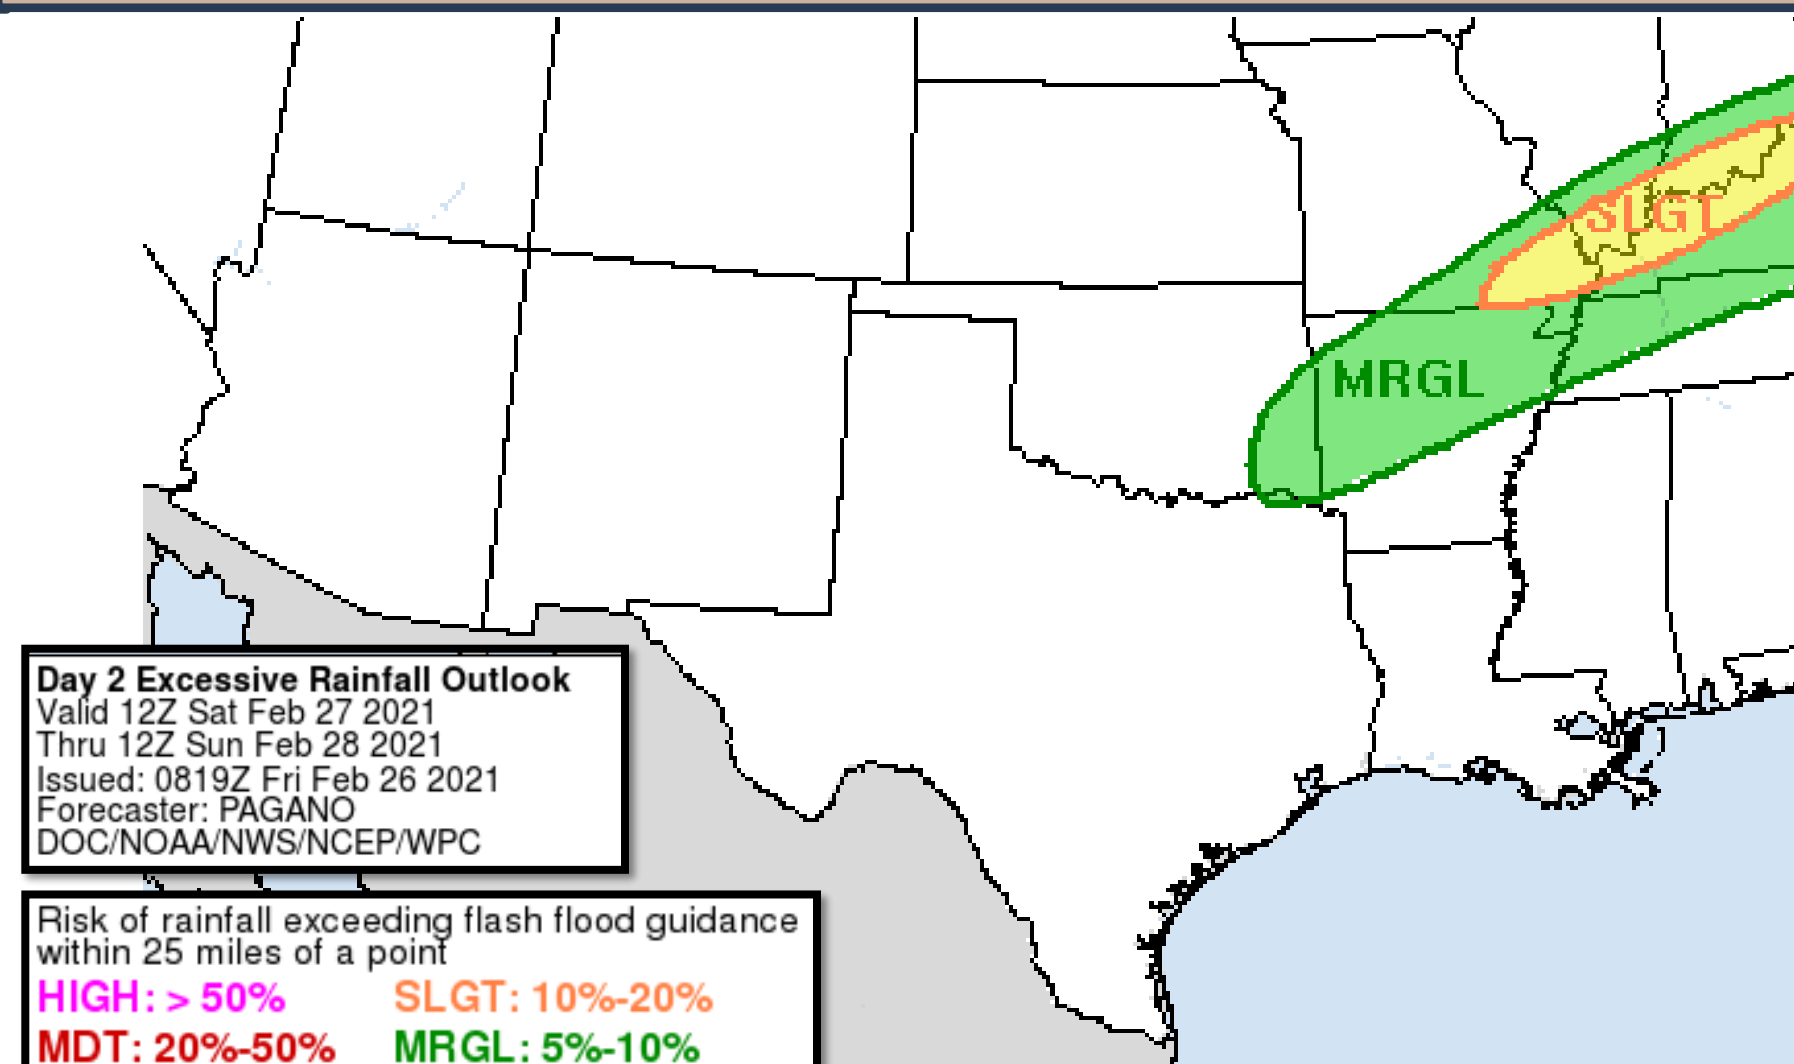 SLGT
MRGL
Day 2 Excessive Rainfall Outlook
Valid 12Z Sat Feb 27 2021
Thru 12Z Sun Feb 28 2021
Issued: 0819Z Fri Feb 26 2021
Forecaster: PAGANO
DOC/NOAA/NWS/NCEP/WPC
Risk of rainfall exceeding flash flood guidance
within 25 miles of a point
HIGH: > 50% SLGT: 10%-20%
MDT: 20%-50% MRGL: 5%-10%